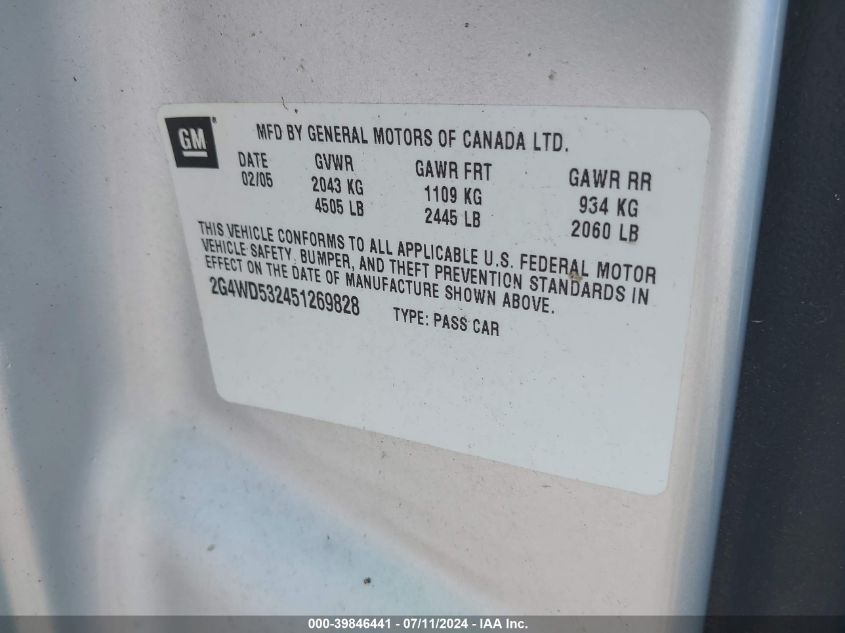 GM®
MFD BY GENERAL MOTORS OF CANADA LTD.
DATE GVWR GAWR FRT GAWR RR
02/05 2043 KG 1109 KG 934 KG
4505 LB 2445 LB 2060 LB
THIS VEHICLE CONFORMS TO ALL APPLICABLE U.S. FEDERAL MOTOR
VEHICLE SAFETY, BUMPER, AND THEFT PREVENTION STANDARDS IN
EFFECT ON THE DATE OF MANUFACTURE SHOWN ABOVE.
2G4WD532451269828 TYPE: PASS CAR
000-39846441 - 07/11/2024 - IAA Inc.